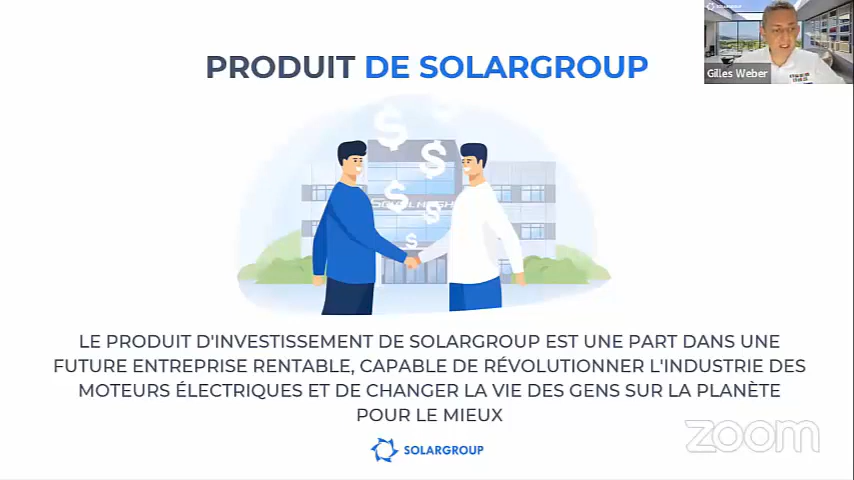 SOLARGROUP
Gilles Weber
PRODUIT DE SOLARGROUP
LE PRODUIT D'INVESTISSEMENT DE SOLARGROUP EST UNE PART DANS UNE
FUTURE ENTREPRISE RENTABLE, CAPABLE DE RÉVOLUTIONNER L'INDUSTRIE DES
MOTEURS ÉLECTRIQUES ET DE CHANGER LA VIE DES GENS SUR LA PLANÈTE
POUR LE MIEUX
SOLARGROUP
zoom